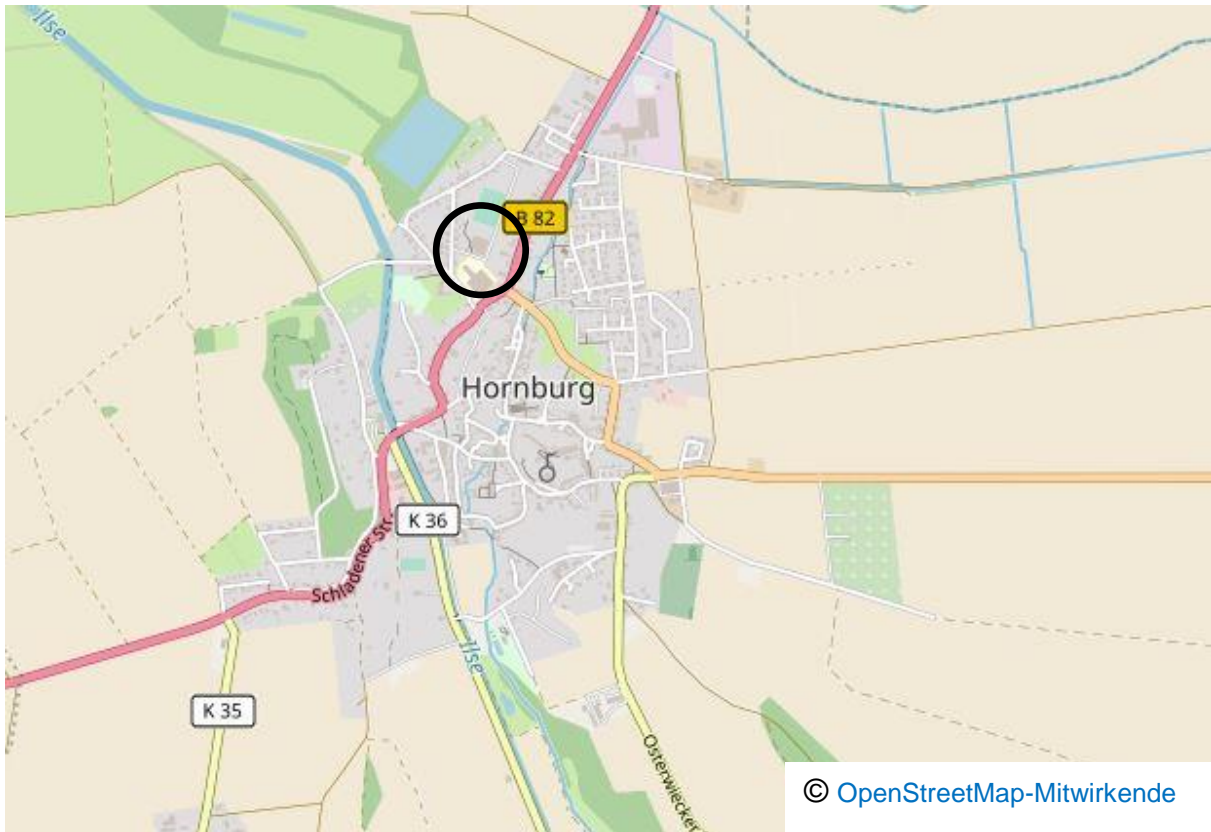 Ilse
B 82
Hornburg
K 36
Schladener Str.
Ilse
K 35
Osterwiecker
© OpenStreetMap-Mitwirkende